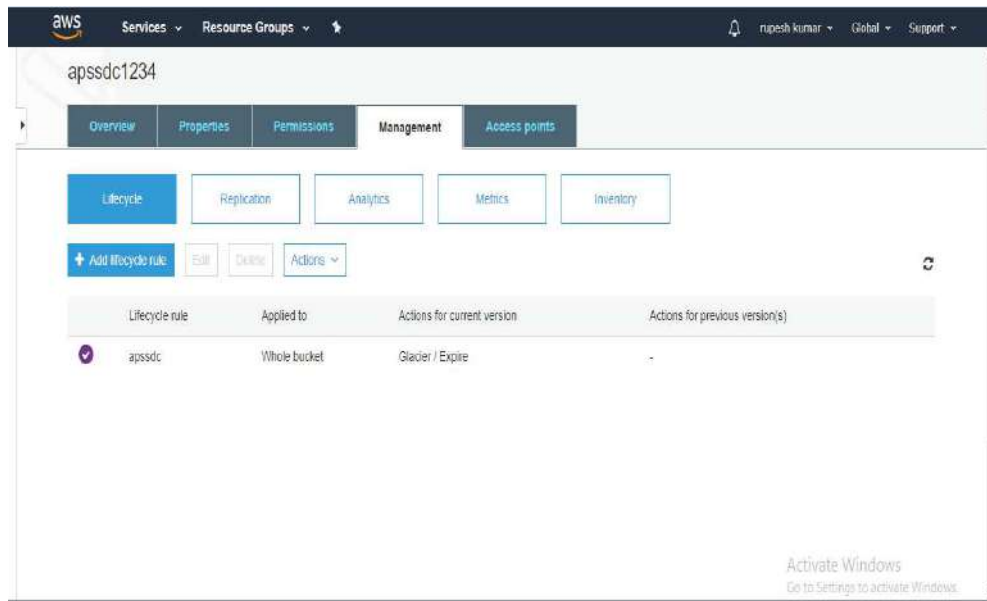 aws Services Resource Groups rupesh kumar Global Support
apssdc1234
Overview Properties Permissions Management Access points
Lifecycle Replication Analytics Metrics Inventory
+ Add lifecycle rule Edit Delete Actions
Lifecycle rule Applied to Actions for current version Actions for previous version(s)
apssdc Whole bucket Glacier / Expire -
Activate Windows
Go to Settings to activate Windows.